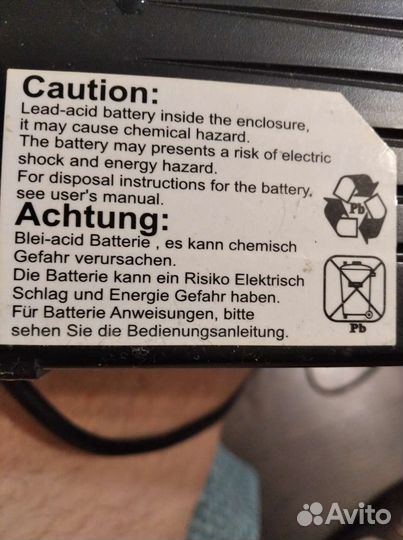 Caution:
Lead-acid battery inside the enclosure,
it may cause chemical hazard.
The battery may presents a risk of electric
shock and energy hazard.
For disposal instructions for the battery,
see user's manual.
Achtung:
Blei-acid Batterie , es kann chemisch
Gefahr verursachen.
Die Batterie kann ein Risiko Elektrisch
Schlag und Energie Gefahr haben.
Für Batterie Anweisungen, bitte
sehen Sie die Bedienungsanleitung.
Pb
Pb
Avito